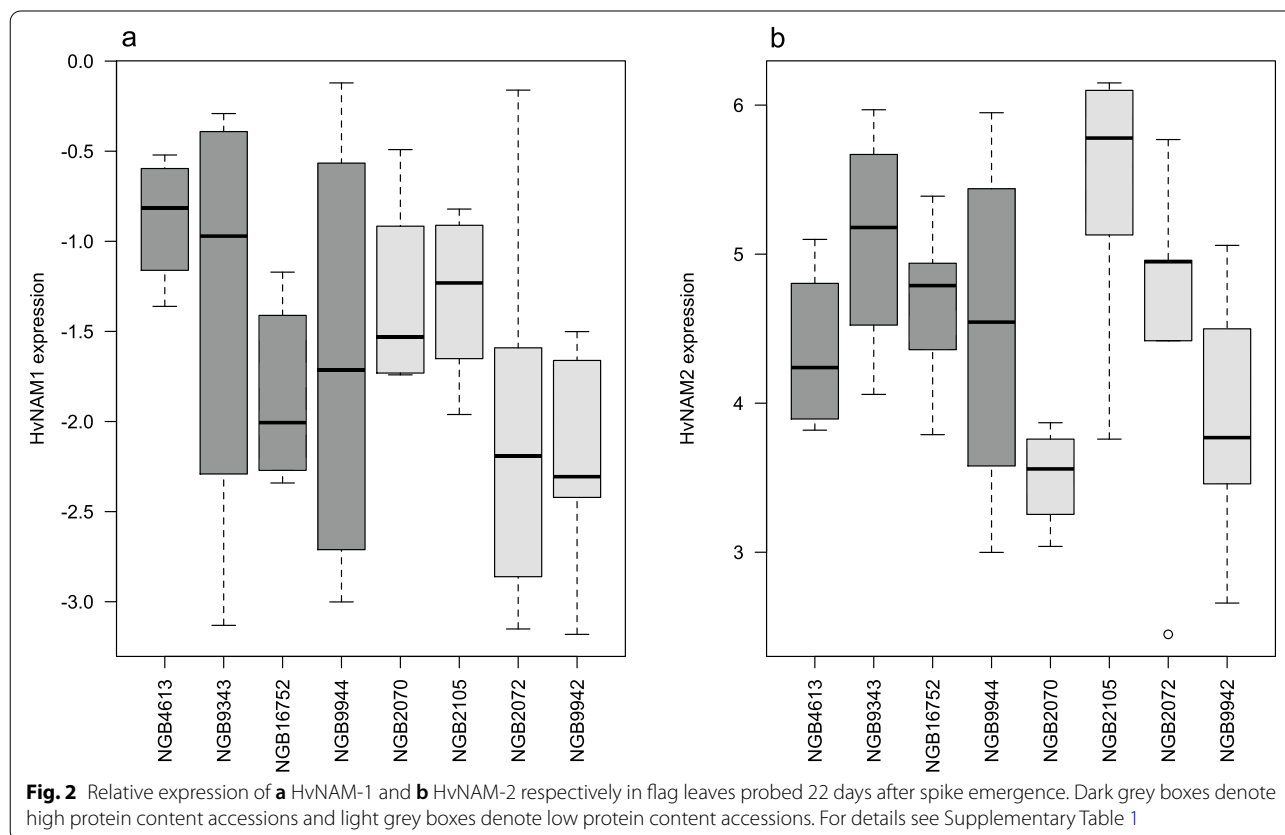 a
0.0
-0.5
-1.0
-1.5
-2.0
-2.5
-3.0
HvNAM1 expression
NGB4613
NGB9343
NGB16752
NGB9944
NGB2070
NGB2105
NGB2072
NGB9942
b
6
5
4
3
HvNAM2 expression
NGB4613
NGB9343
NGB16752
NGB9944
NGB2070
NGB2105
NGB2072
NGB9942
Fig. 2 Relative expression of a HvNAM-1 and b HvNAM-2 respectively in flag leaves probed 22 days after spike emergence. Dark grey boxes denote
high protein content accessions and light grey boxes denote low protein content accessions. For details see Supplementary Table 1